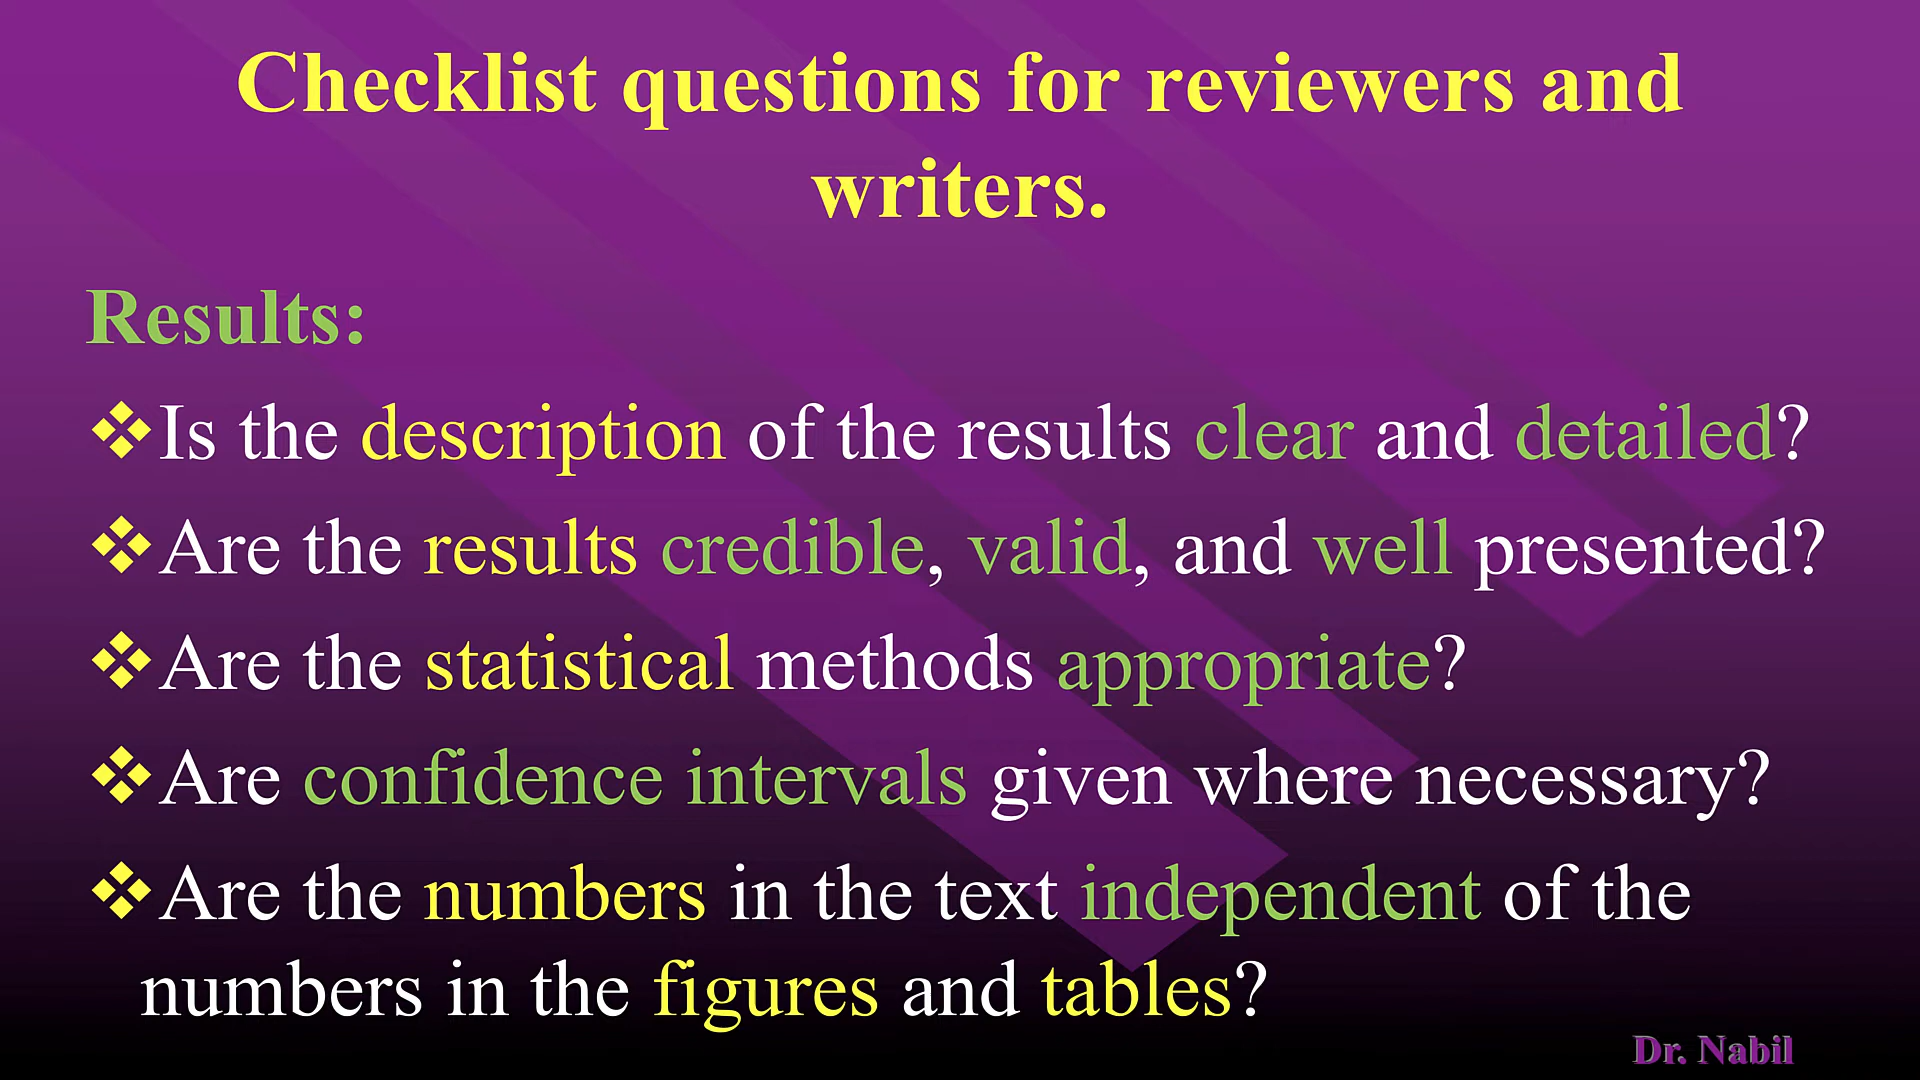 Checklist questions for reviewers and
writers.
Results:
❖Is the description of the results clear and detailed?
❖Are the results credible, valid, and well presented?
❖Are the statistical methods appropriate?
❖Are confidence intervals given where necessary?
❖Are the numbers in the text independent of the
numbers in the figures and tables?
Dr. Nabil